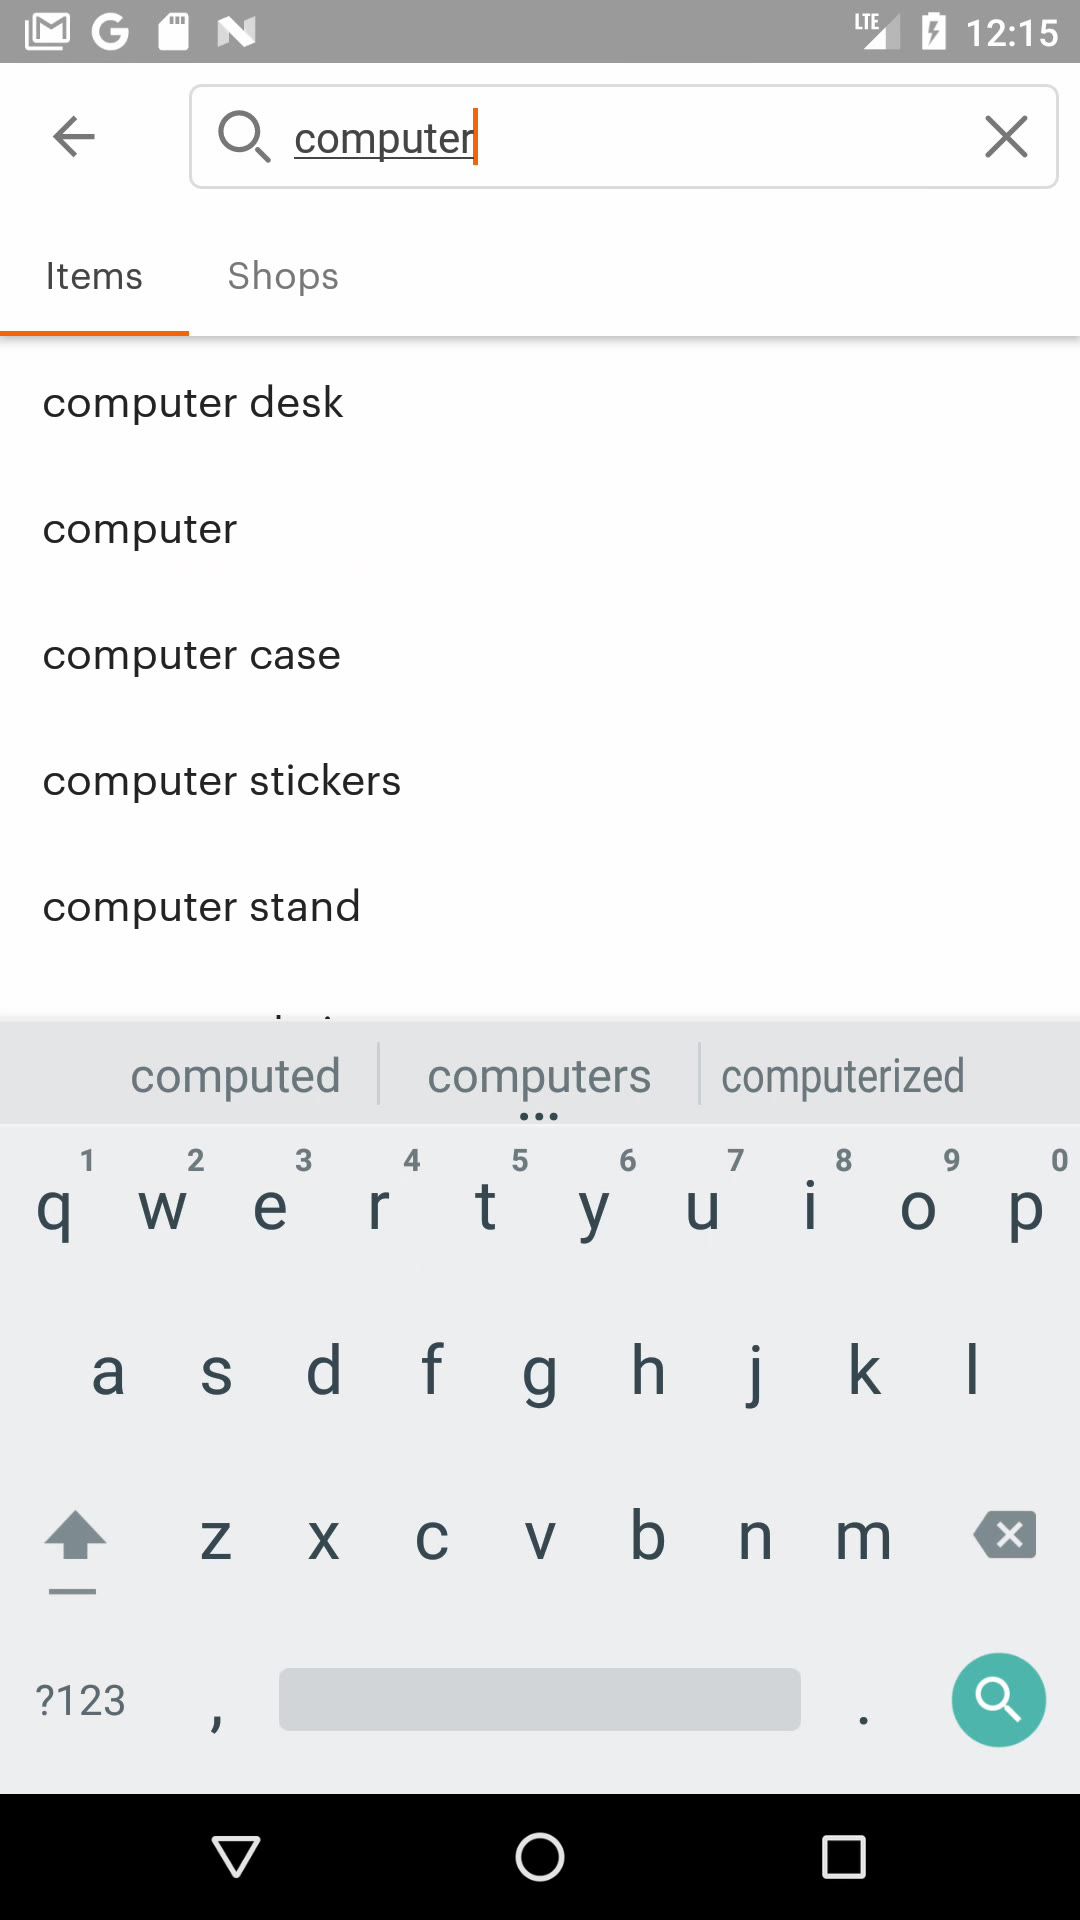 LTE 12:15
computer
Items Shops
computer desk
computer
computer case
computer stickers
computer stand
computed computers computerized
1 2 3 4 5 6 7 8 9 0
q w e r t y u i o p
a s d f g h j k l
z x c v b n m
?123 , .